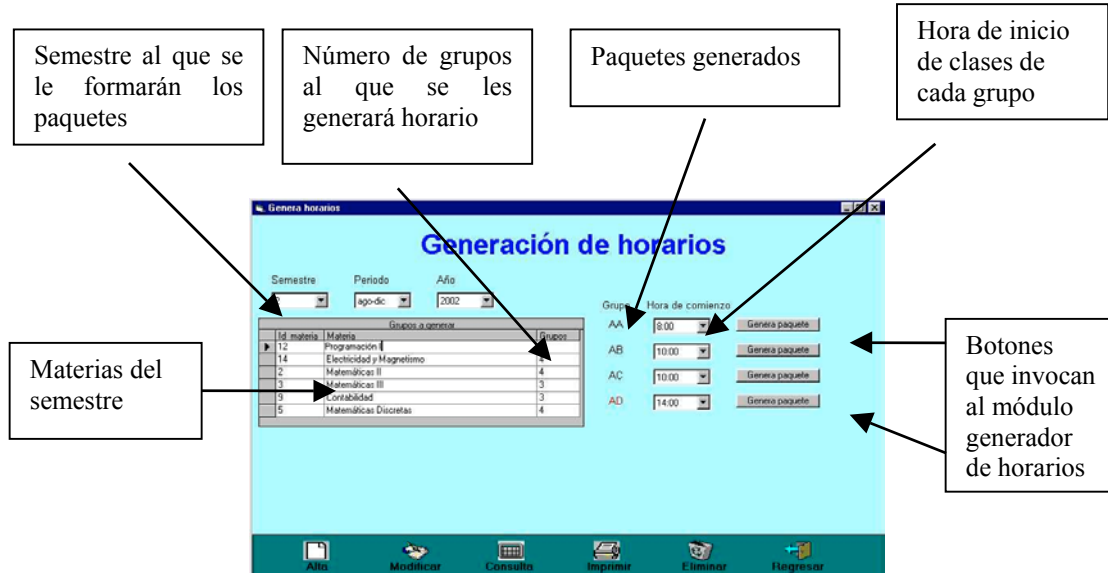 Semestre al que se
le formarán los
paquetes
Número de grupos
al que se les
generará horario
Paquetes generados
Hora de inicio
de clases de
cada grupo
Genera horarios
Generación de horarios
Semestre Periodo Año
ago-dic 2002
Grupo Hora de comienzo
Grupos a generar
Id_materia Materia Grupos
12 Programación I
14 Electricidad y Magnetismo 4
2 Matemáticas II 4
3 Matemáticas III 3
9 Contabilidad 3
5 Matemáticas Discretas 4
AA 8:00 Genera paquete
AB 10:00 Genera paquete
AC 10:00 Genera paquete
AD 14:00 Genera paquete
Materias del
semestre
Botones
que invocan
al módulo
generador
de horarios
Alta Modificar Consulta Imprimir Eliminar Regresar